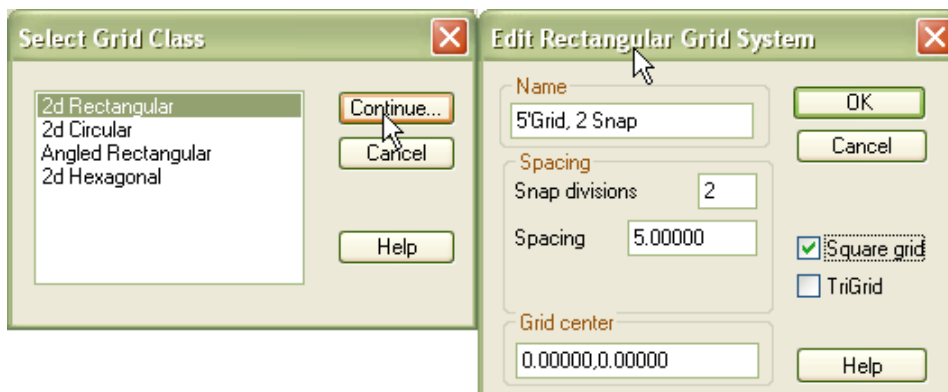 Select Grid Class
2d Rectangular
2d Circular
Angled Rectangular
2d Hexagonal
Continue...
Cancel
Help
Edit Rectangular Grid System
Name
5'Grid, 2 Snap
OK
Cancel
Spacing
Snap divisions 2
Spacing 5.00000
Square grid
TriGrid
Grid center
0.00000,0.00000
Help